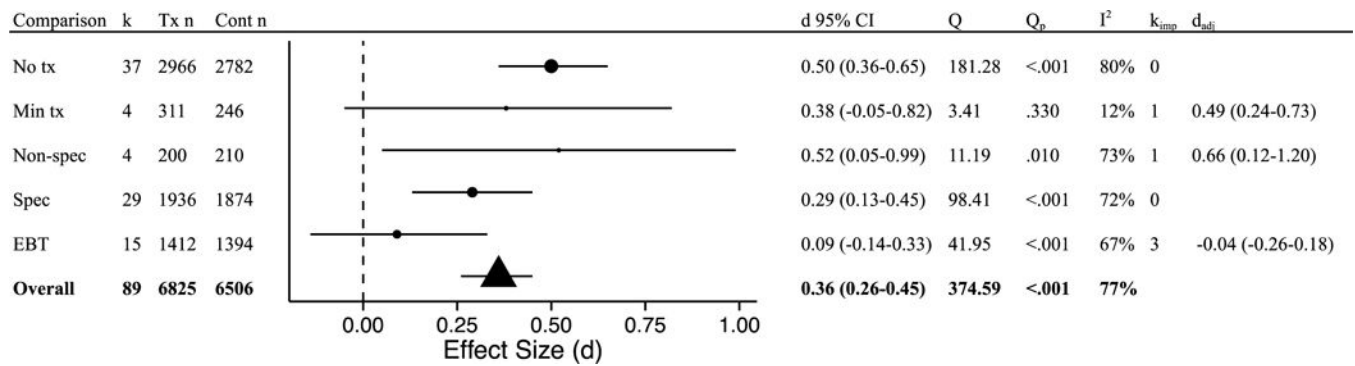 Comparison k Tx n Cont n d 95% CI Q Qp I² kimp dadj
No tx 37 2966 2782 0.50 (0.36-0.65) 181.28 <.001 80% 0
Min tx 4 311 246 0.38 (-0.05-0.82) 3.41 .330 12% 1 0.49 (0.24-0.73)
Non-spec 4 200 210 0.52 (0.05-0.99) 11.19 .010 73% 1 0.66 (0.12-1.20)
Spec 29 1936 1874 0.29 (0.13-0.45) 98.41 <.001 72% 0
EBT 15 1412 1394 0.09 (-0.14-0.33) 41.95 <.001 67% 3 -0.04 (-0.26-0.18)
Overall 89 6825 6506 0.36 (0.26-0.45) 374.59 <.001 77%
0.00 0.25 0.50 0.75 1.00
Effect Size (d)